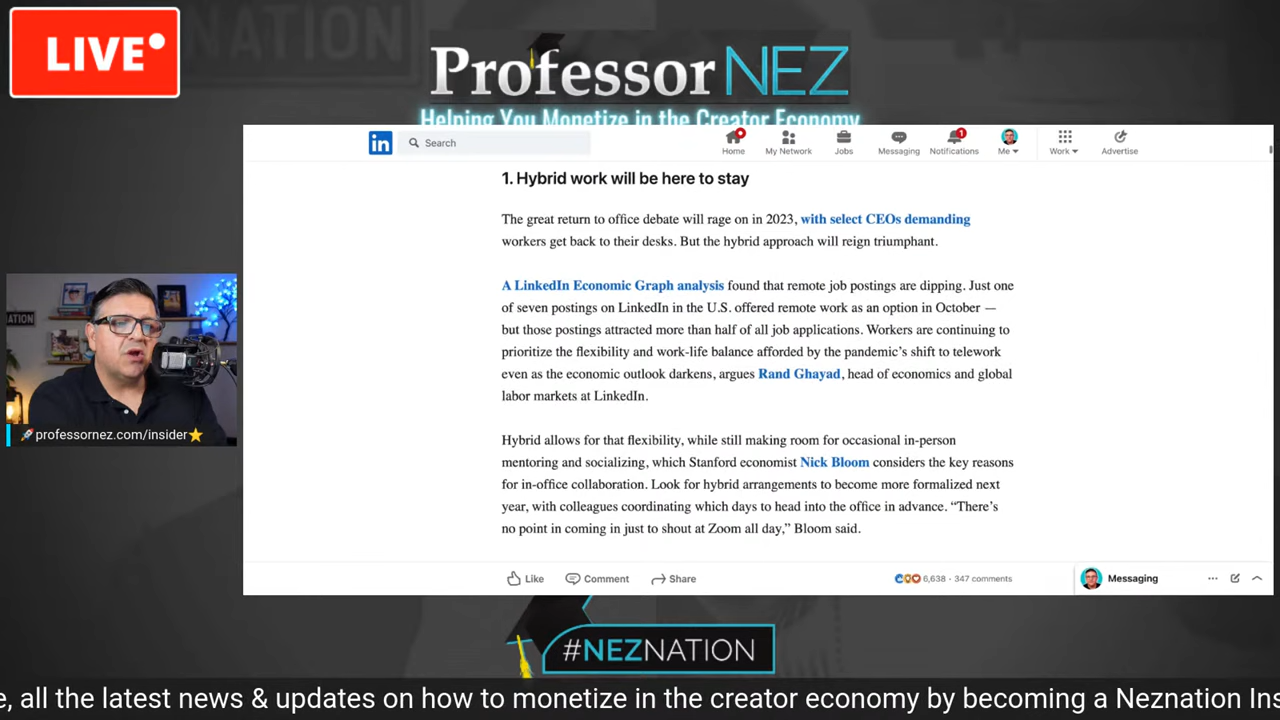 LIVE
Professor NEZ
Helping You Monetize in the Creator Economy
in
Search
Home
My Network
Jobs
Messaging
1
Notifications
Me
Work
Advertise
1. Hybrid work will be here to stay
The great return to office debate will rage on in 2023, with select CEOs demanding
workers get back to their desks. But the hybrid approach will reign triumphant.
A LinkedIn Economic Graph analysis found that remote job postings are dipping. Just one
of seven postings on LinkedIn in the U.S. offered remote work as an option in October —
but those postings attracted more than half of all job applications. Workers are continuing to
prioritize the flexibility and work-life balance afforded by the pandemic's shift to telework
even as the economic outlook darkens, argues Rand Ghayad, head of economics and global
labor markets at LinkedIn.
Hybrid allows for that flexibility, while still making room for occasional in-person
mentoring and socializing, which Stanford economist Nick Bloom considers the key reasons
for in-office collaboration. Look for hybrid arrangements to become more formalized next
year, with colleagues coordinating which days to head into the office in advance. “There's
no point in coming in just to shout at Zoom all day,” Bloom said.
Like
Comment
Share
6,638 · 347 comments
Messaging
NATION
NATION
professornez.com/insider
#NEZNATION
e, all the latest news & updates on how to monetize in the creator economy by becoming a Neznation Ins